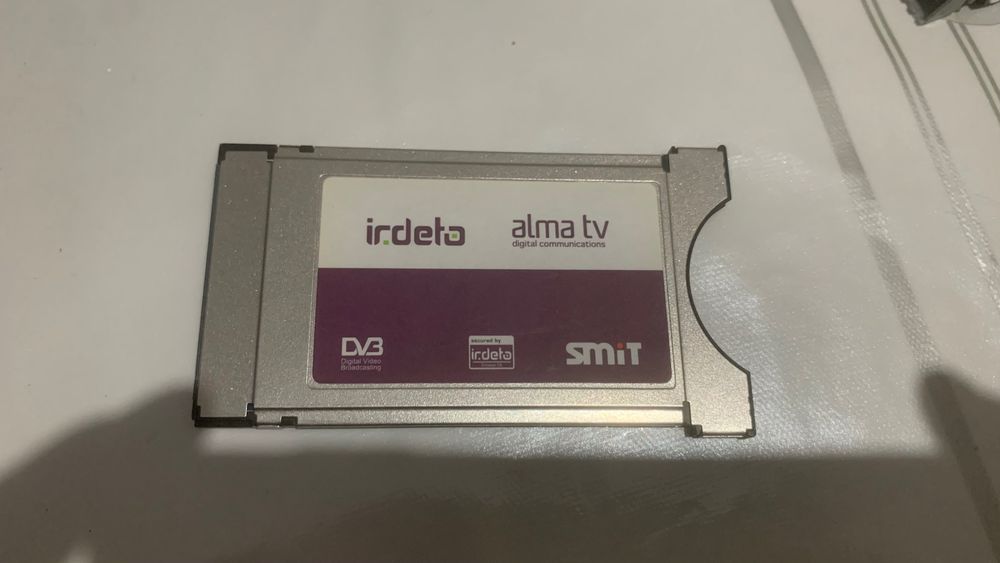 irdeto
alma tv
digital communications
DVB
Digital Video
Broadcasting
secured by
irdeto
SMiT